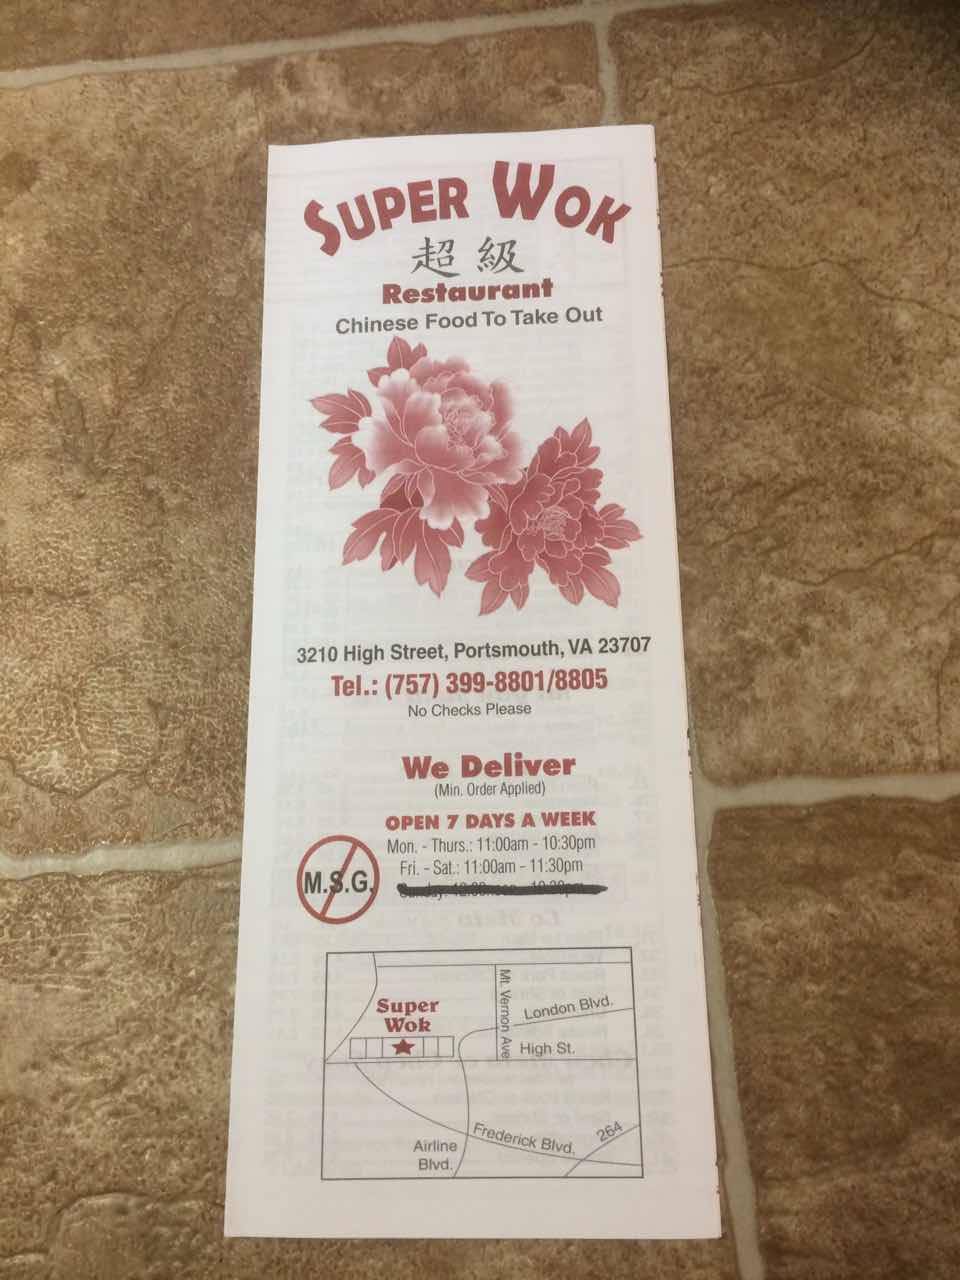 SUPER WOK
超級
Restaurant
Chinese Food To Take Out
3210 High Street, Portsmouth, VA 23707
Tel.: (757) 399-8801/8805
No Checks Please
We Deliver
(Min. Order Applied)
OPEN 7 DAYS A WEEK
Mon. - Thurs.: 11:00am - 10:30pm
Fri. - Sat.: 11:00am - 11:30pm
M.S.G.
Super
Wok
Mt. Vernon Ave
London Blvd.
High St.
Airline
Blvd.
Frederick Blvd.
264